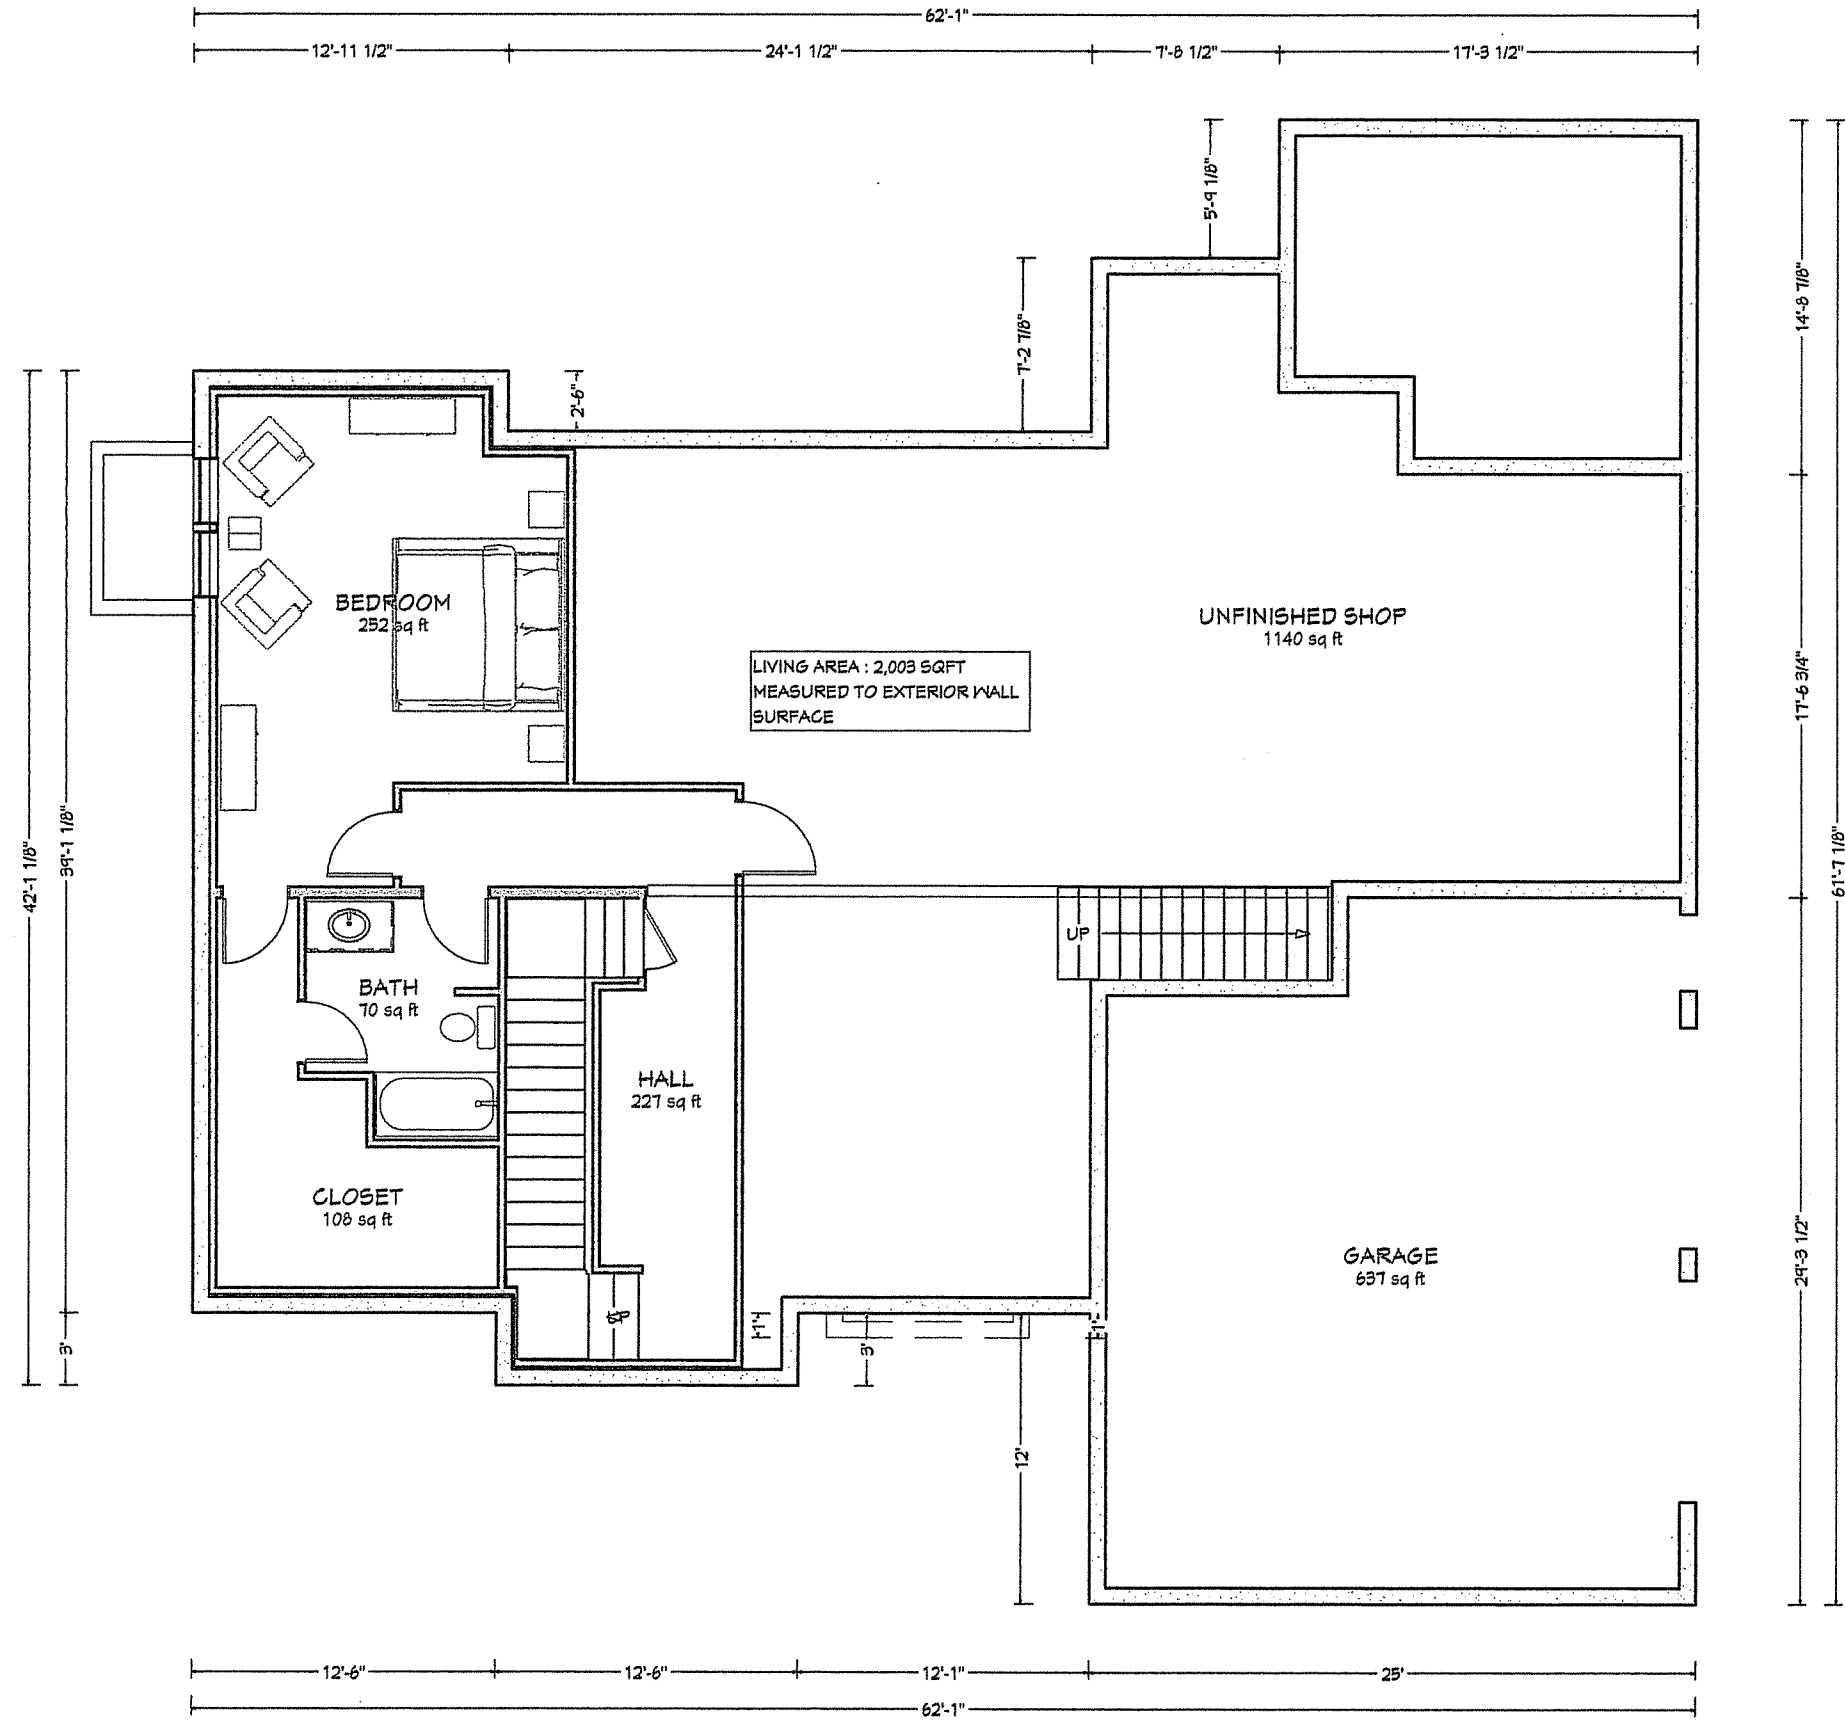 62'-1"
12'-11 1/2"
24'-1 1/2"
7'-8 1/2"
17'-3 1/2"
5'-9 1/8"
7'-2 7/8"
14'-8 7/8"
2'-6"
BEDROOM
252 sq ft
UNFINISHED SHOP
1140 sq ft
LIVING AREA : 2,003 SQFT
MEASURED TO EXTERIOR WALL
SURFACE
17'-6 3/4"
42'-1 1/8"
39'-1 1/8"
61'-7 1/8"
UP
BATH
70 sq ft
HALL
227 sq ft
CLOSET
108 sq ft
GARAGE
637 sq ft
29'-3 1/2"
3'
1'
3'
1'
12'
12'-6"
12'-6"
12'-1"
25'
62'-1"